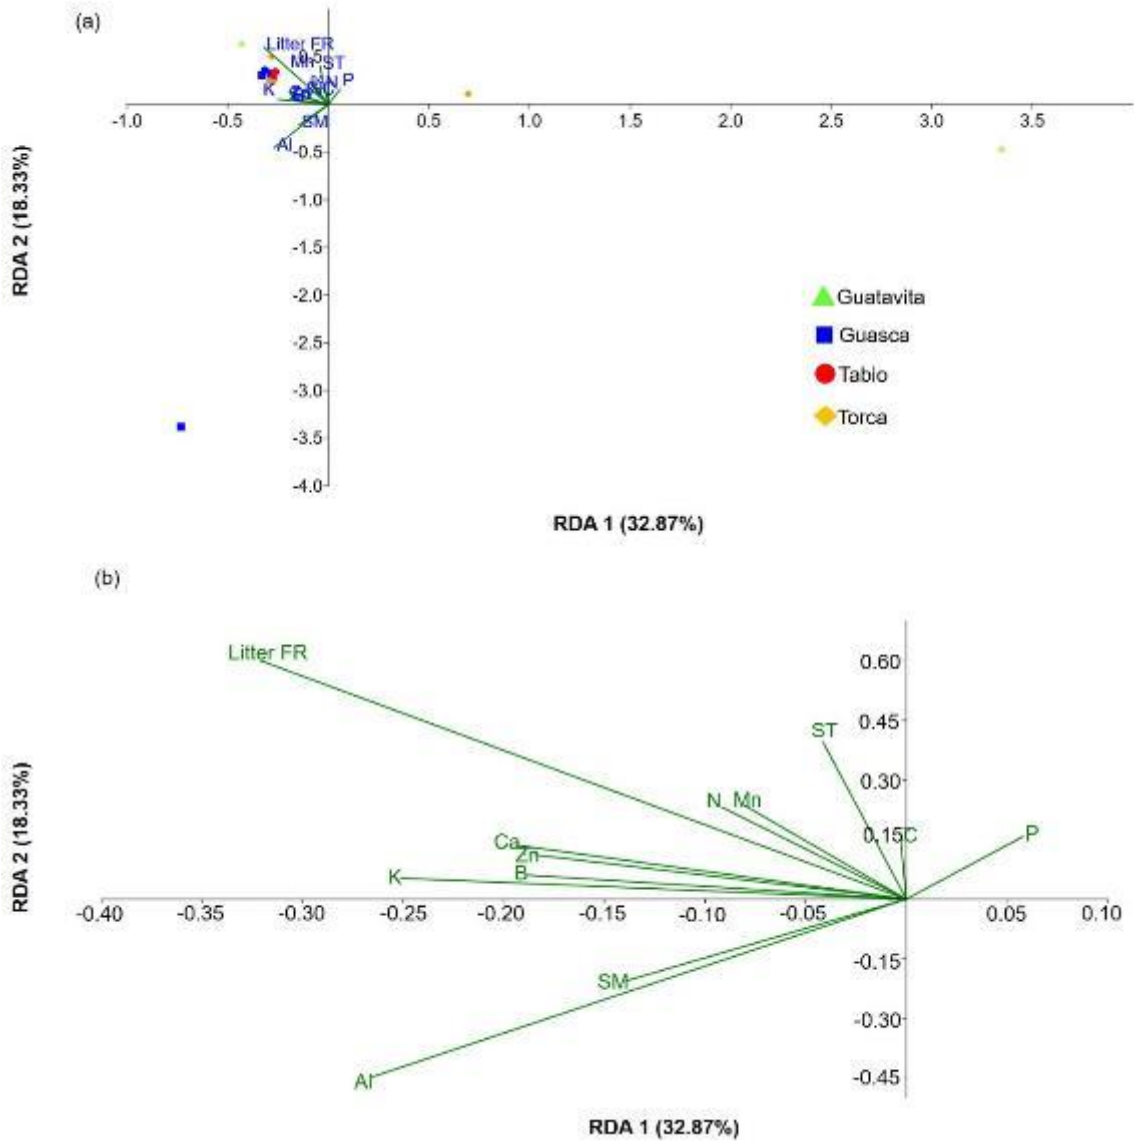 (a)
Litter FR
0.5
Mn ST
N P
K C
-1.0 -0.5 0.5 1.0 1.5 2.0 2.5 3.0 3.5
SM
Al
-0.5
-1.0
-1.5
-2.0
-2.5
-3.0
-3.5
-4.0
RDA 2 (18.33%)
Guatavita
Guasca
Tabio
Torca
RDA 1 (32.87%)
(b)
Litter FR
0.60
0.45
ST
0.30
N Mn
0.15 C P
Ca
Zn
B
K
-0.40 -0.35 -0.30 -0.25 -0.20 -0.15 -0.10 -0.05 0.05 0.10
-0.15
SM
-0.30
-0.45
Al
RDA 2 (18.33%)
RDA 1 (32.87%)